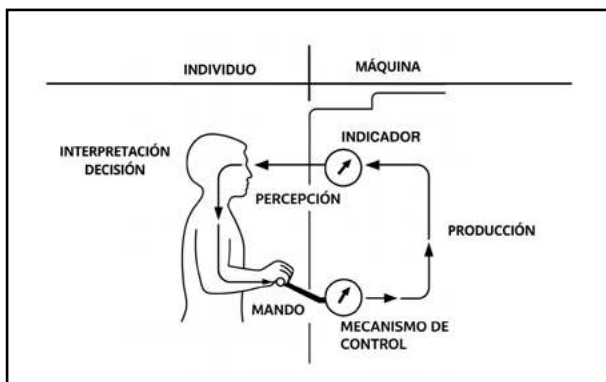 INDIVIDUO
MÁQUINA
INDICADOR
INTERPRETACIÓN
DECISIÓN
PERCEPCIÓN
PRODUCCIÓN
MANDO
MECANISMO DE
CONTROL